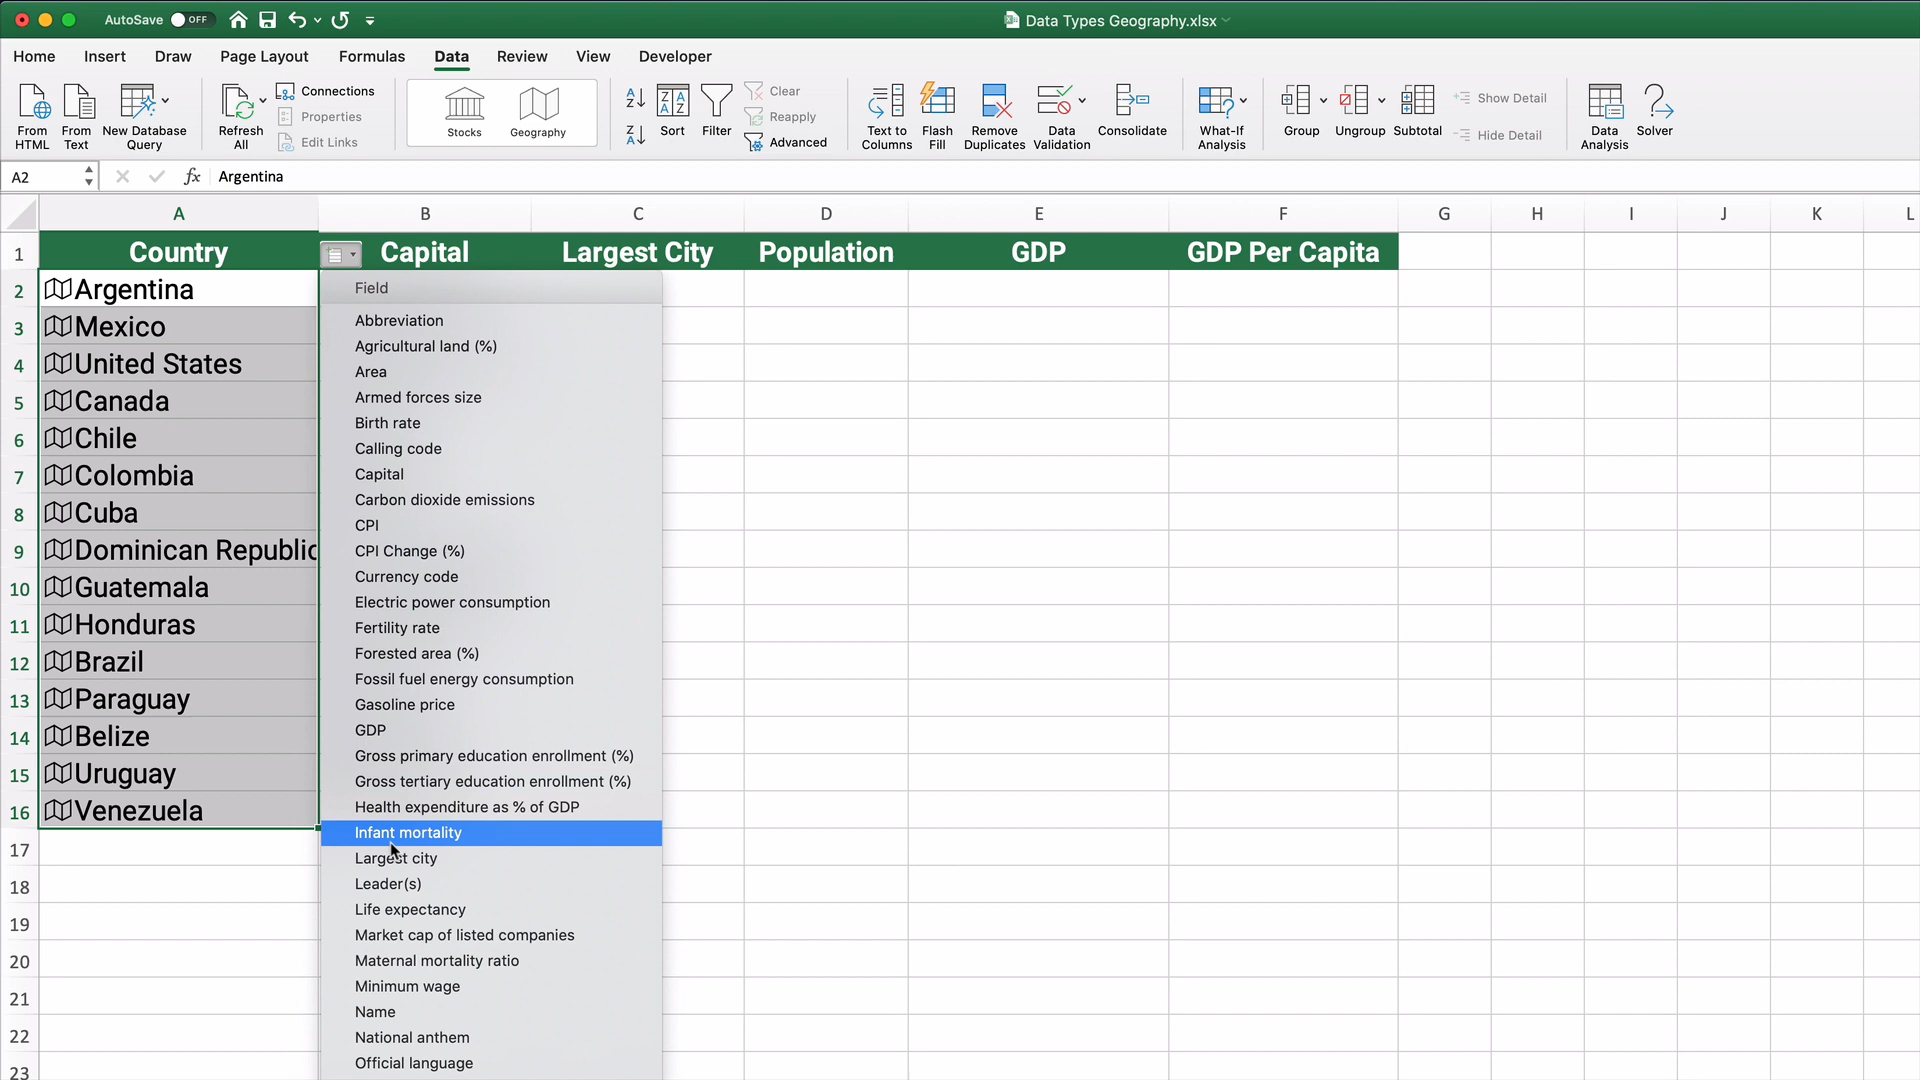 AutoSave OFF
Data Types Geography.xlsx
Home Insert Draw Page Layout Formulas Data Review View Developer
From HTML
From Text
New Database Query
Refresh All
Connections
Properties
Edit Links
Stocks
Geography
Sort
Filter
Clear
Reapply
Advanced
Text to Columns
Flash Fill
Remove Duplicates
Data Validation
Consolidate
What-If Analysis
Group
Ungroup
Subtotal
Show Detail
Hide Detail
Data Analysis
Solver
A2 fx Argentina
A B C D E F G H I J K L
1 Country Capital Largest City Population GDP GDP Per Capita
2 Argentina
3 Mexico
4 United States
5 Canada
6 Chile
7 Colombia
8 Cuba
9 Dominican Republic
10 Guatemala
11 Honduras
12 Brazil
13 Paraguay
14 Belize
15 Uruguay
16 Venezuela
17
18
19
20
21
22
23
Field
Abbreviation
Agricultural land (%)
Area
Armed forces size
Birth rate
Calling code
Capital
Carbon dioxide emissions
CPI
CPI Change (%)
Currency code
Electric power consumption
Fertility rate
Forested area (%)
Fossil fuel energy consumption
Gasoline price
GDP
Gross primary education enrollment (%)
Gross tertiary education enrollment (%)
Health expenditure as % of GDP
Infant mortality
Largest city
Leader(s)
Life expectancy
Market cap of listed companies
Maternal mortality ratio
Minimum wage
Name
National anthem
Official language